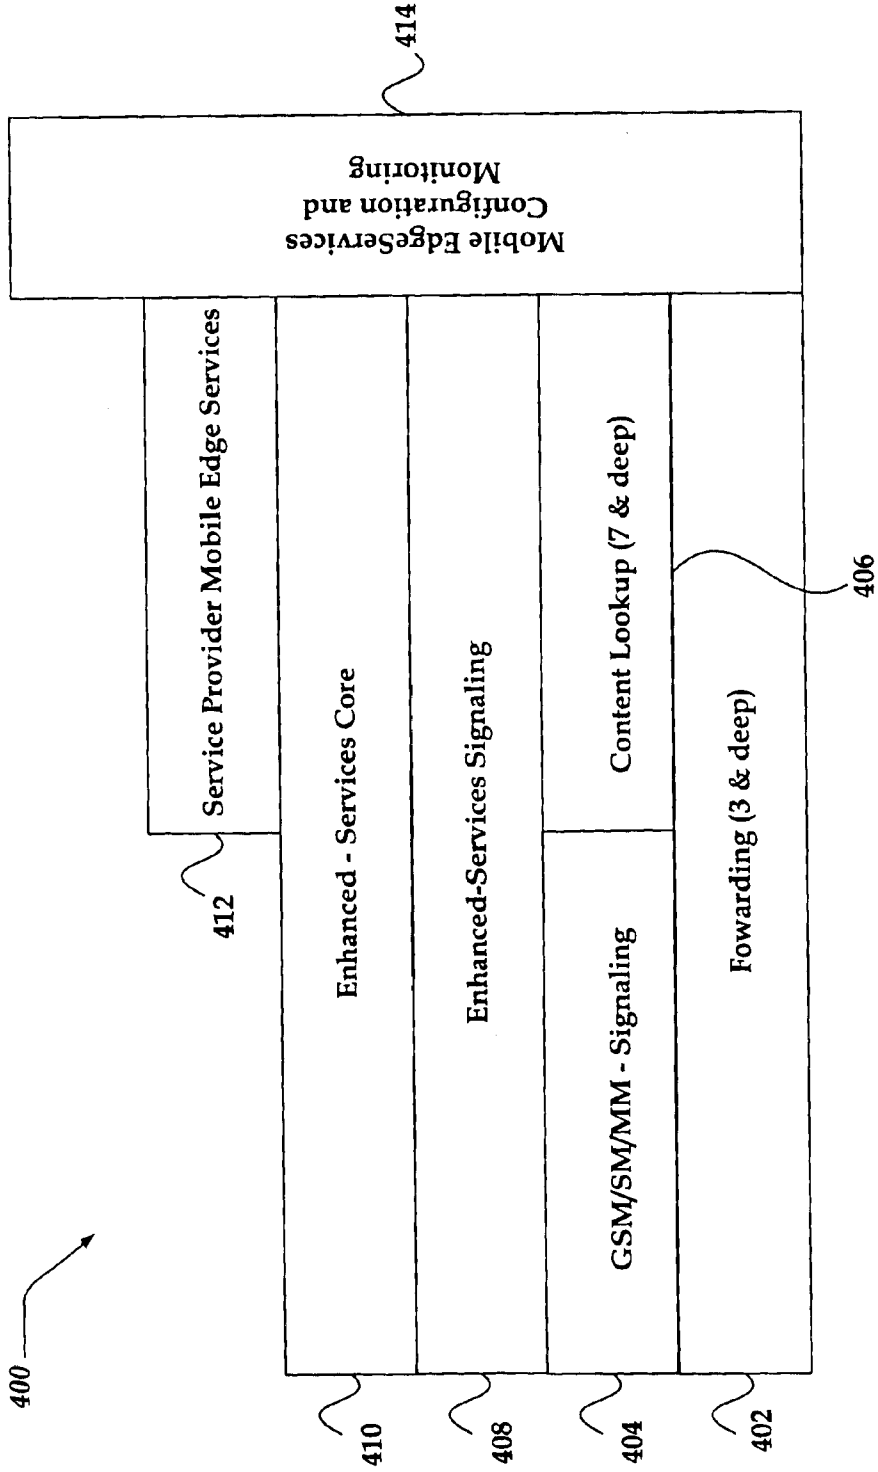 400
414
Mobile EdgeServices
Configuration and
Monitoring
Service Provider Mobile Edge Services
412
Enhanced - Services Core
410
Enhanced-Services Signaling
408
GSM/SM/MM - Signaling
404
Content Lookup (7 & deep)
406
Fowarding (3 & deep)
402